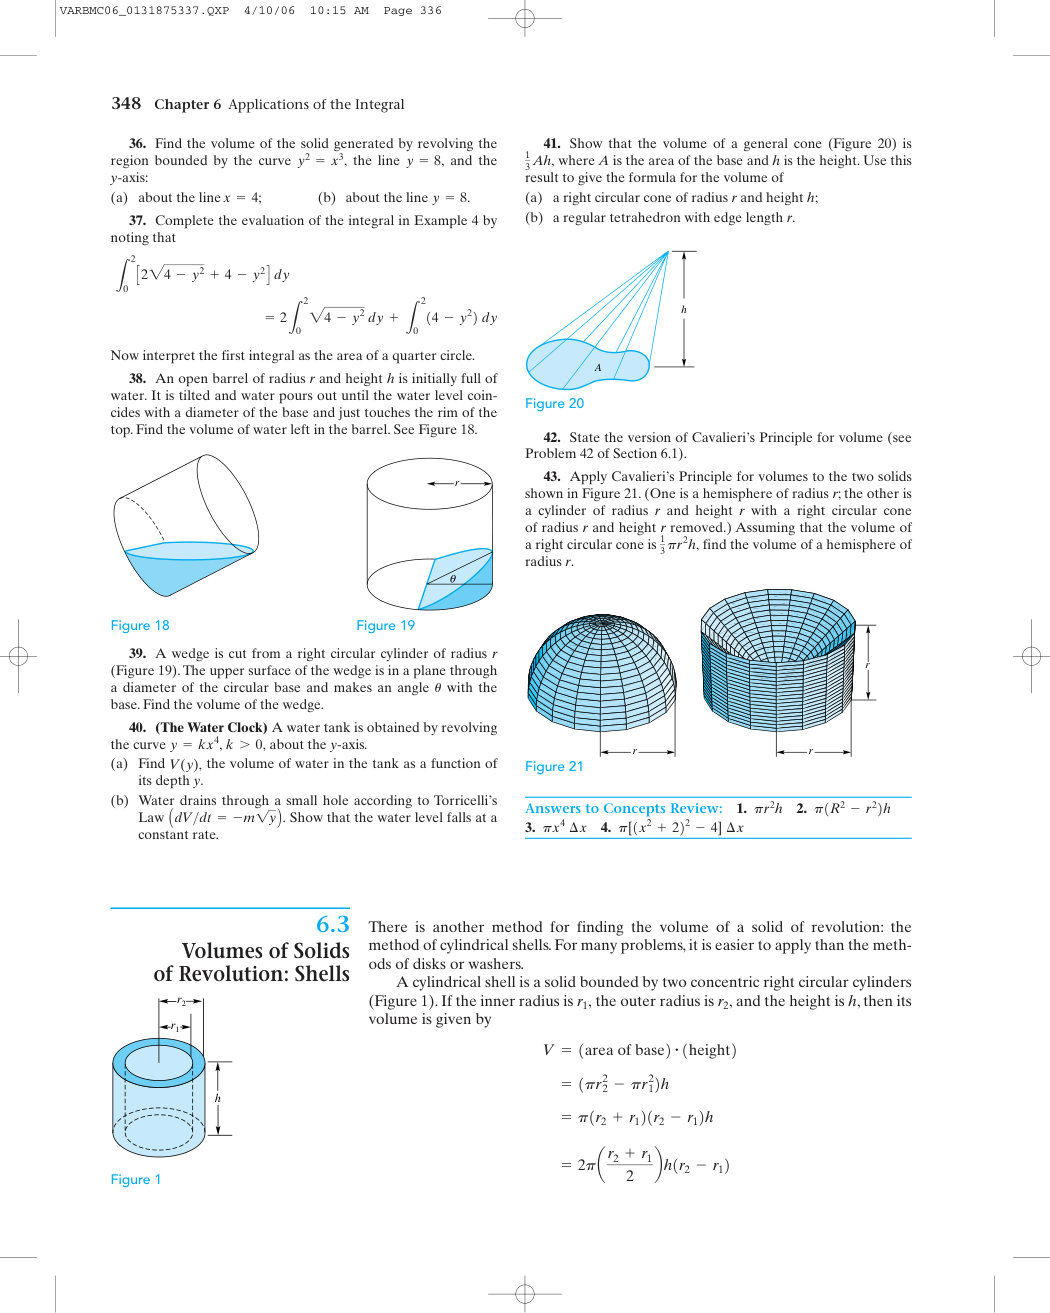 VARBMC06_0131875337.QXP 4/10/06 10:15 AM Page 336
348 Chapter 6 Applications of the Integral
36. Find the volume of the solid generated by revolving the
region bounded by the curve y² = x³, the line y = 8, and the
y-axis:
(a) about the line x = 4; (b) about the line y = 8.
37. Complete the evaluation of the integral in Example 4 by
noting that
∫₀² [2√(4 − y²) + 4 − y²] dy
= 2 ∫₀² √(4 − y²) dy + ∫₀² (4 − y²) dy
Now interpret the first integral as the area of a quarter circle.
38. An open barrel of radius r and height h is initially full of
water. It is tilted and water pours out until the water level coin-
cides with a diameter of the base and just touches the rim of the
top. Find the volume of water left in the barrel. See Figure 18.
r
θ
Figure 18
Figure 19
39. A wedge is cut from a right circular cylinder of radius r
(Figure 19). The upper surface of the wedge is in a plane through
a diameter of the circular base and makes an angle θ with the
base. Find the volume of the wedge.
40. (The Water Clock) A water tank is obtained by revolving
the curve y = kx⁴, k > 0, about the y-axis.
(a) Find V(y), the volume of water in the tank as a function of
its depth y.
(b) Water drains through a small hole according to Torricelli's
Law (dV/dt = −m√y). Show that the water level falls at a
constant rate.
41. Show that the volume of a general cone (Figure 20) is
⅓Ah, where A is the area of the base and h is the height. Use this
result to give the formula for the volume of
(a) a right circular cone of radius r and height h;
(b) a regular tetrahedron with edge length r.
h
A
Figure 20
42. State the version of Cavalieri's Principle for volume (see
Problem 42 of Section 6.1).
43. Apply Cavalieri's Principle for volumes to the two solids
shown in Figure 21. (One is a hemisphere of radius r; the other is
a cylinder of radius r and height r with a right circular cone
of radius r and height r removed.) Assuming that the volume of
a right circular cone is ⅓πr²h, find the volume of a hemisphere of
radius r.
r
r
r
Figure 21
Answers to Concepts Review: 1. πr²h 2. π(R² − r²)h
3. πx⁴ Δx 4. π[(x² + 2)² − 4] Δx
6.3
Volumes of Solids
of Revolution: Shells
r₂
r₁
h
Figure 1
There is another method for finding the volume of a solid of revolution: the
method of cylindrical shells. For many problems, it is easier to apply than the meth-
ods of disks or washers.
A cylindrical shell is a solid bounded by two concentric right circular cylinders
(Figure 1). If the inner radius is r₁, the outer radius is r₂, and the height is h, then its
volume is given by
V = (area of base) · (height)
= (πr₂² − πr₁²)h
= π(r₂ + r₁)(r₂ − r₁)h
= 2π((r₂ + r₁)/2)h(r₂ − r₁)